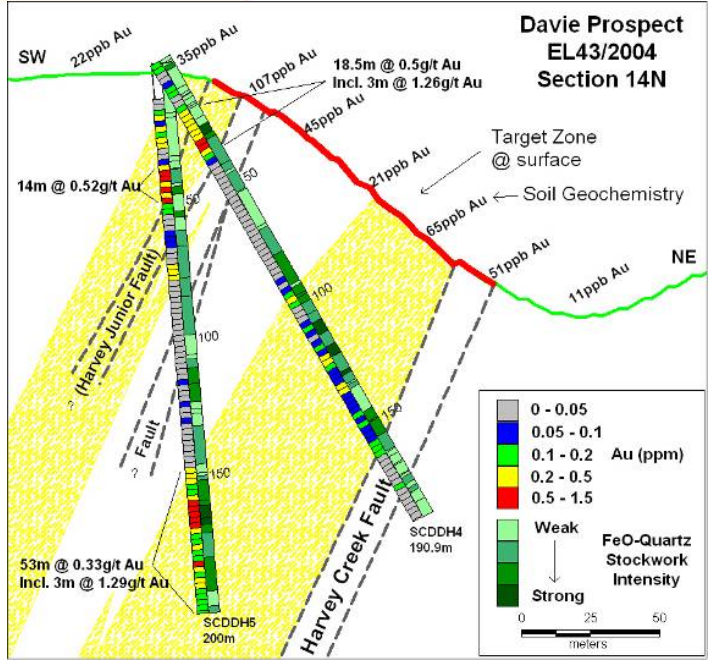 Davie Prospect
EL43/2004
Section 14N
SW
22ppb Au
35ppb Au
107ppb Au
45ppb Au
21ppb Au
65ppb Au
51ppb Au
11ppb Au
NE
18.5m @ 0.5g/t Au
Incl. 3m @ 1.26g/t Au
Target Zone
@ surface
Soil Geochemistry
14m @ 0.52g/t Au
50
50
100
100
150
150
(Harvey Junior Fault)
?
Fault
?
Harvey Creek Fault
53m @ 0.33g/t Au
Incl. 3m @ 1.29g/t Au
SCDDH5
200m
SCDDH4
190.9m
0 - 0.05
0.05 - 0.1
0.1 - 0.2
0.2 - 0.5
0.5 - 1.5
Au (ppm)
Weak
Strong
FeO-Quartz
Stockwork
Intensity
0 12.5 25 50
meters